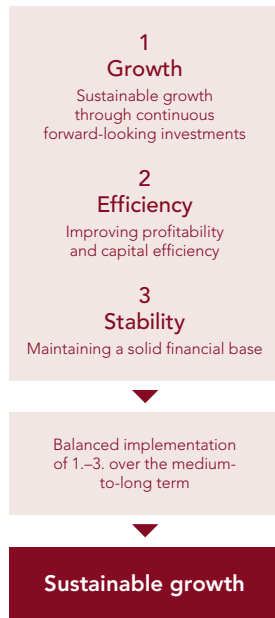 1
Growth
Sustainable growth
through continuous
forward-looking investments
2
Efficiency
Improving profitability
and capital efficiency
3
Stability
Maintaining a solid financial base
Balanced implementation
of 1.–3. over the medium-
to-long term
Sustainable growth